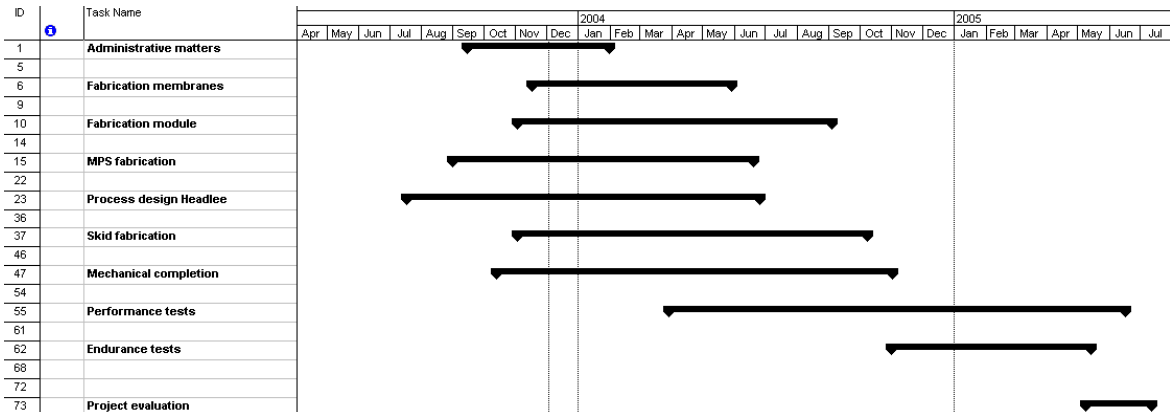 ID Task Name 2004 2005
i Apr May Jun Jul Aug Sep Oct Nov Dec Jan Feb Mar Apr May Jun Jul Aug Sep Oct Nov Dec Jan Feb Mar Apr May Jun Jul
1 Administrative matters
5
6 Fabrication membranes
9
10 Fabrication module
14
15 MPS fabrication
22
23 Process design Headlee
36
37 Skid fabrication
46
47 Mechanical completion
54
55 Performance tests
61
62 Endurance tests
68
72
73 Project evaluation